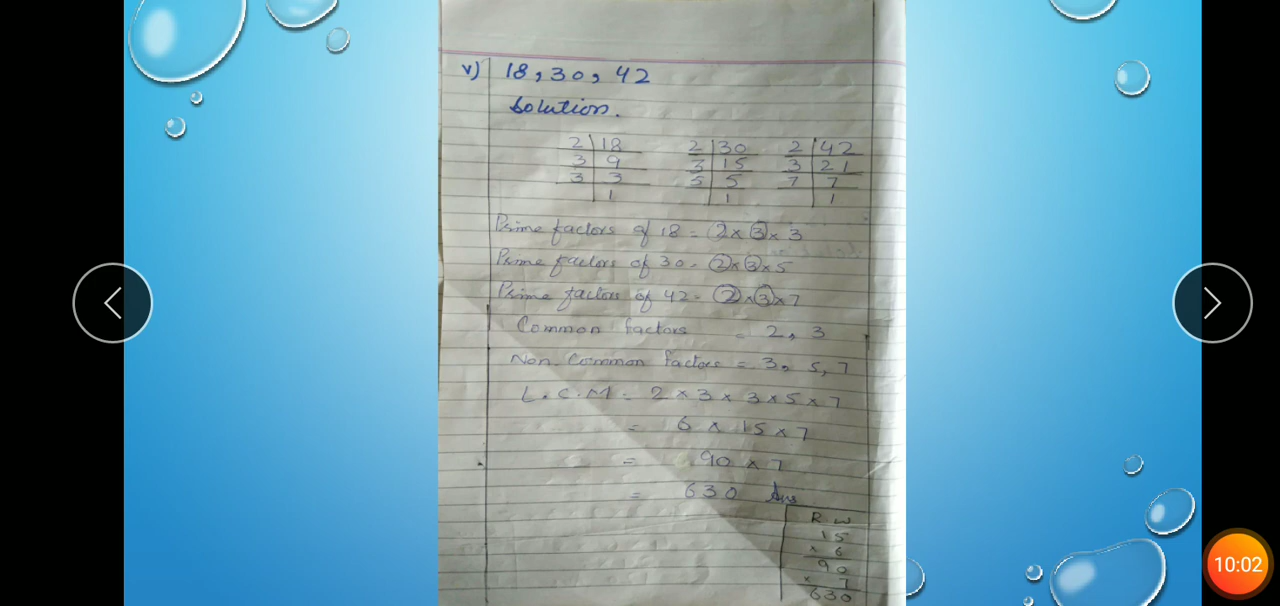 v) 18, 30, 42
Solution.
2 | 18
3 | 9
3 | 3
1
2 | 30
3 | 15
5 | 5
1
2 | 42
3 | 21
7 | 7
1
Prime factors of 18 = 2 x 3 x 3
Prime factors of 30 = 2 x 3 x 5
Prime factors of 42 = 2 x 3 x 7
Common factors = 2, 3
Non Common factors = 3, 5, 7
L.C.M = 2 x 3 x 3 x 5 x 7
= 6 x 15 x 7
= 90 x 7
= 630 Ans
R W
15
x 6
90
x 7
630
10:02